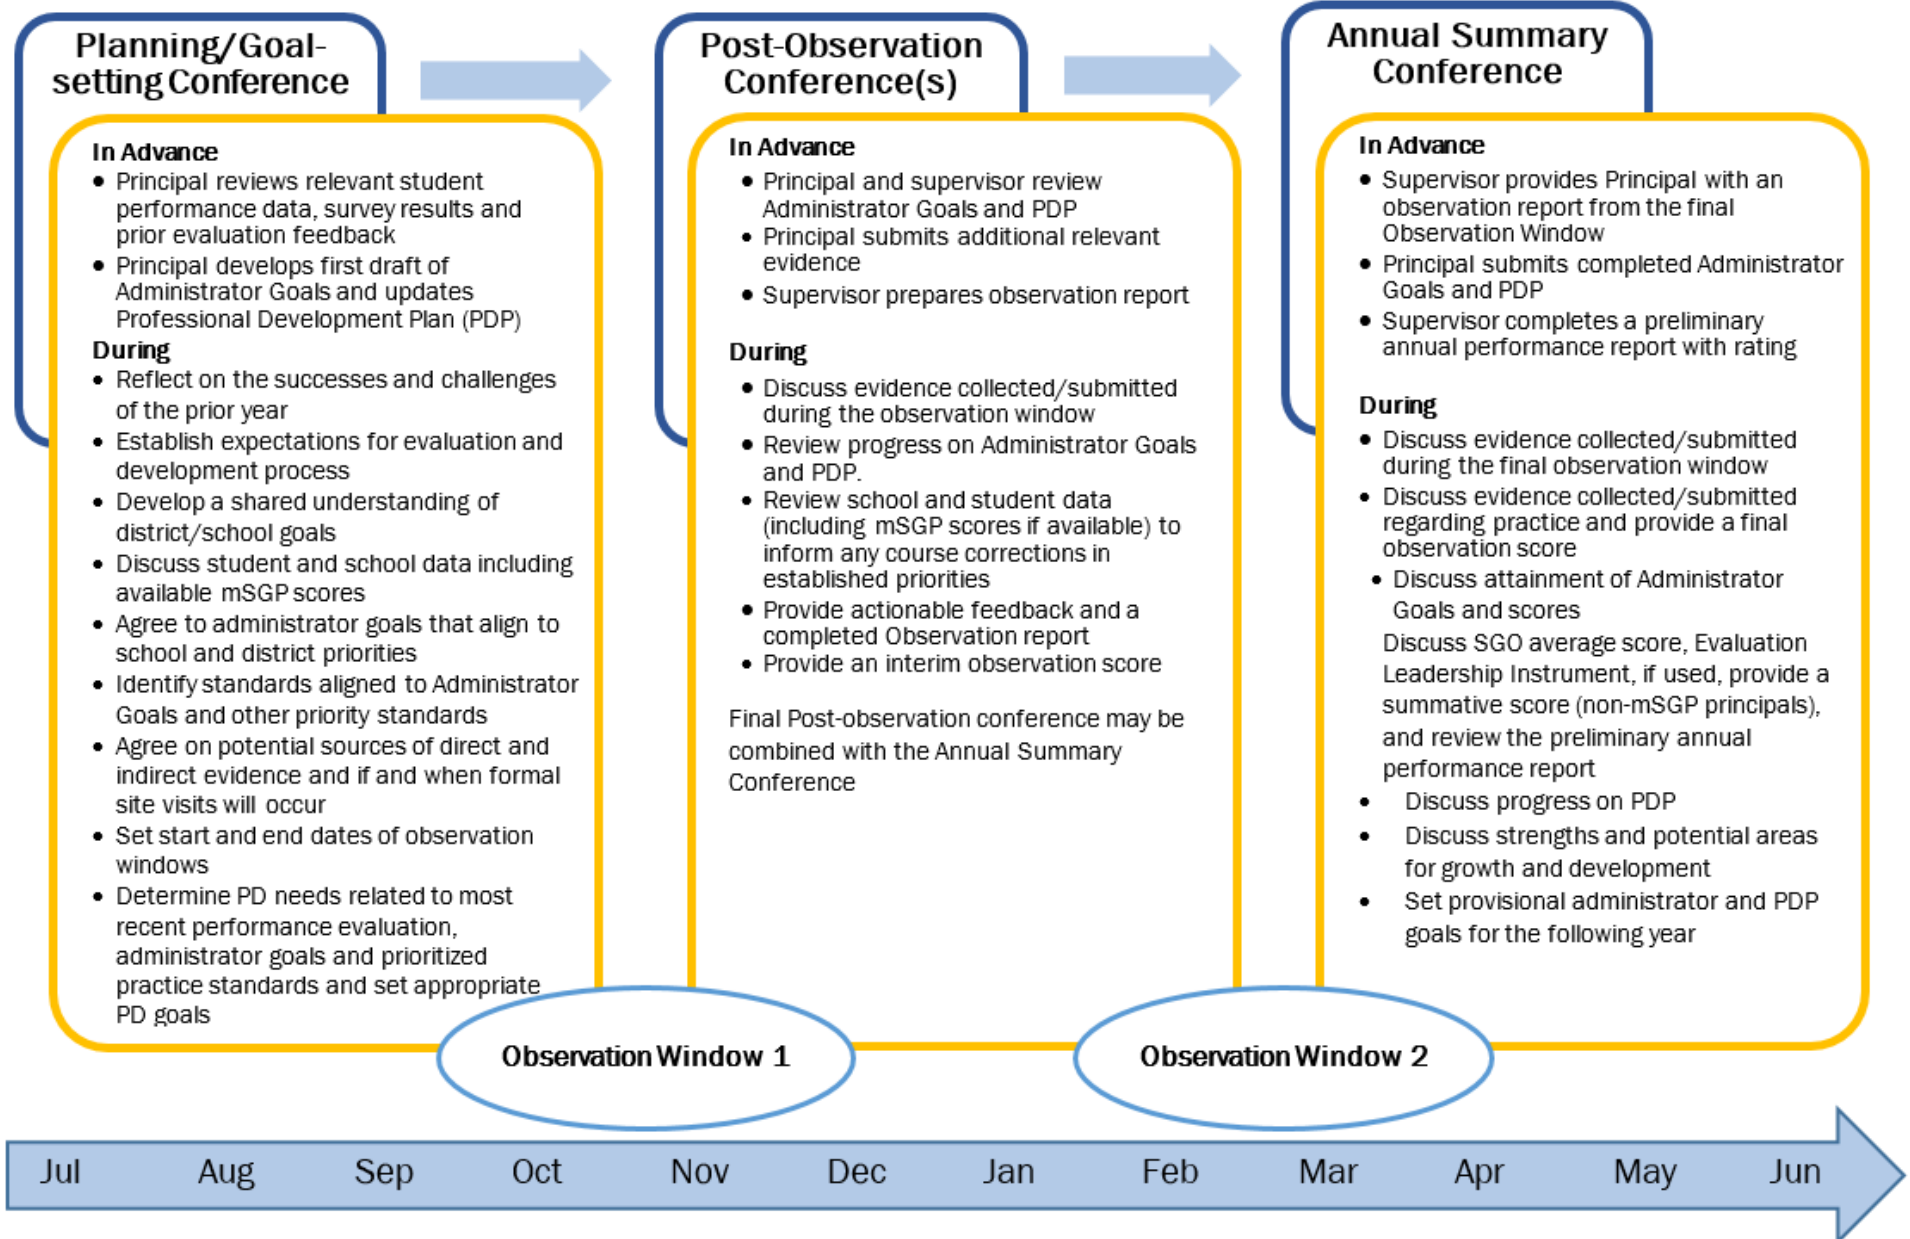 Planning/Goal-
setting Conference
In Advance
• Principal reviews relevant student
performance data, survey results and
prior evaluation feedback
• Principal develops first draft of
Administrator Goals and updates
Professional Development Plan (PDP)
During
• Reflect on the successes and challenges
of the prior year
• Establish expectations for evaluation and
development process
• Develop a shared understanding of
district/school goals
• Discuss student and school data including
available mSGP scores
• Agree to administrator goals that align to
school and district priorities
• Identify standards aligned to Administrator
Goals and other priority standards
• Agree on potential sources of direct and
indirect evidence and if and when formal
site visits will occur
• Set start and end dates of observation
windows
• Determine PD needs related to most
recent performance evaluation,
administrator goals and prioritized
practice standards and set appropriate
PD goals
Post-Observation
Conference(s)
In Advance
• Principal and supervisor review
Administrator Goals and PDP
• Principal submits additional relevant
evidence
• Supervisor prepares observation report
During
• Discuss evidence collected/submitted
during the observation window
• Review progress on Administrator Goals
and PDP.
• Review school and student data
(including mSGP scores if available) to
inform any course corrections in
established priorities
• Provide actionable feedback and a
completed Observation report
• Provide an interim observation score
Final Post-observation conference may be
combined with the Annual Summary
Conference
Annual Summary
Conference
In Advance
• Supervisor provides Principal with an
observation report from the final
Observation Window
• Principal submits completed Administrator
Goals and PDP
• Supervisor completes a preliminary
annual performance report with rating
During
• Discuss evidence collected/submitted
during the final observation window
• Discuss evidence collected/submitted
regarding practice and provide a final
observation score
• Discuss attainment of Administrator
Goals and scores
Discuss SGO average score, Evaluation
Leadership Instrument, if used, provide a
summative score (non-mSGP principals),
and review the preliminary annual
performance report
• Discuss progress on PDP
• Discuss strengths and potential areas
for growth and development
• Set provisional administrator and PDP
goals for the following year
Observation Window 1
Observation Window 2
Jul Aug Sep Oct Nov Dec Jan Feb Mar Apr May Jun